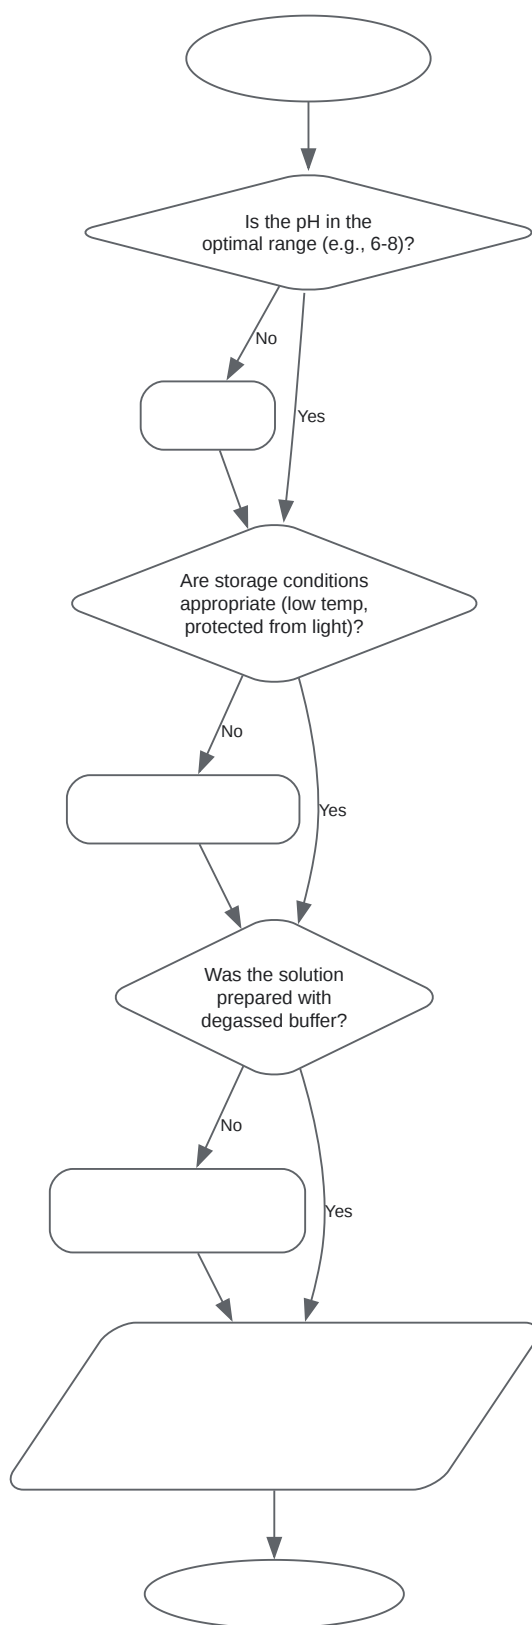 Is the pH in the
optimal range (e.g., 6-8)?
No
Yes
Are storage conditions
appropriate (low temp,
protected from light)?
No
Yes
Was the solution
prepared with
degassed buffer?
No
Yes